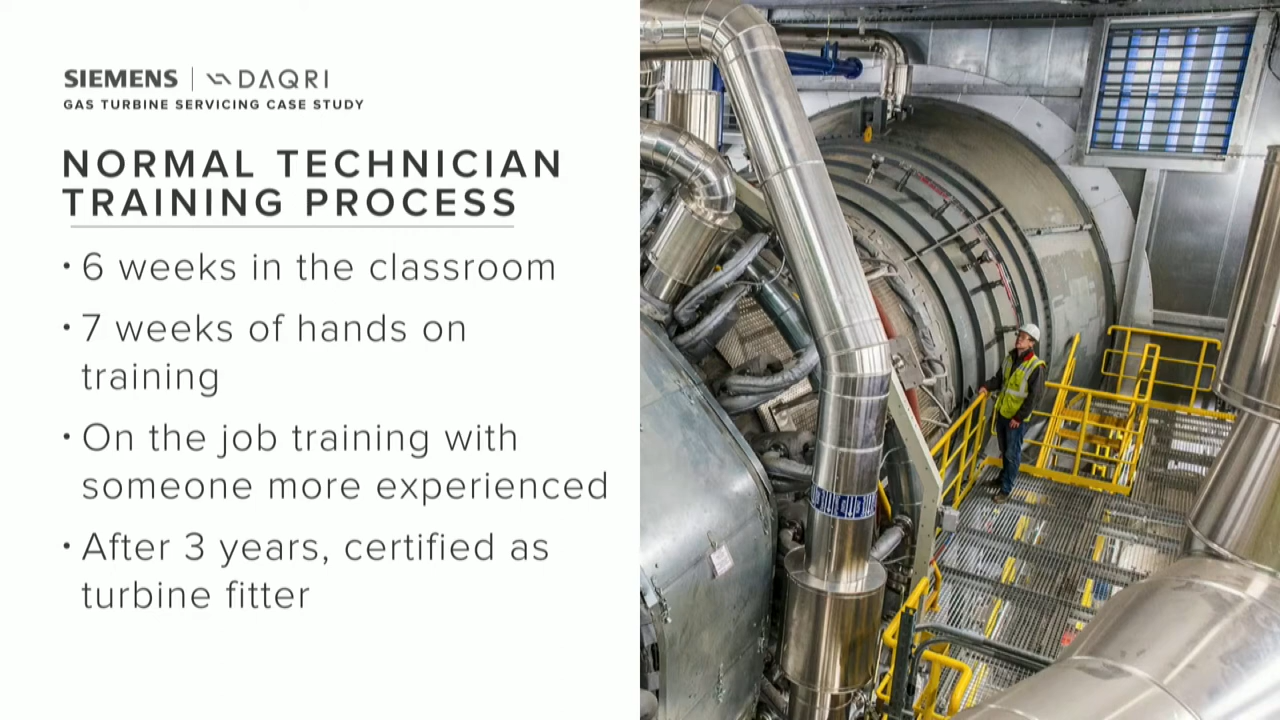 SIEMENS | DAQRI
GAS TURBINE SERVICING CASE STUDY
NORMAL TECHNICIAN
TRAINING PROCESS
• 6 weeks in the classroom
• 7 weeks of hands on
training
• On the job training with
someone more experienced
• After 3 years, certified as
turbine fitter